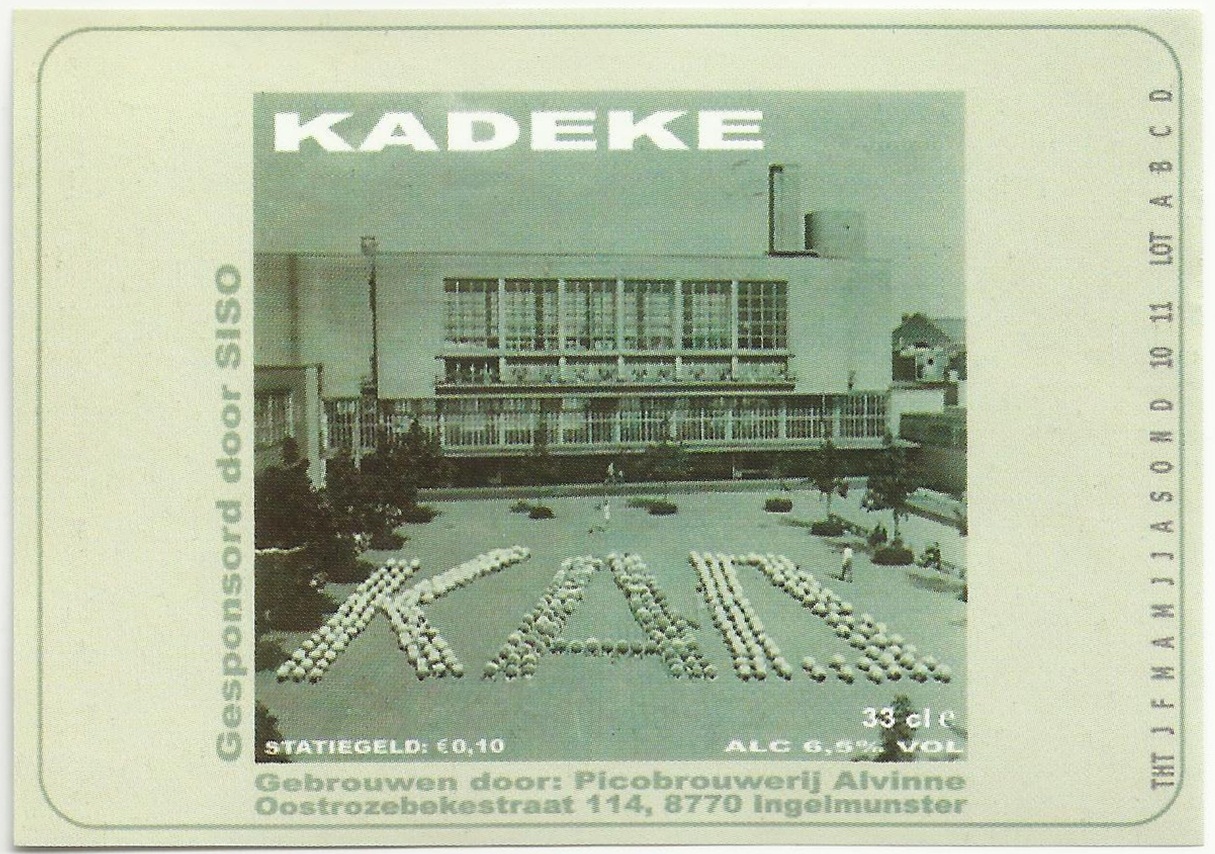 KADEKE
KAD
33 cl e
STATIEGELD: €0,10
ALC 6,5% VOL
Gebrouwen door: Picobrouwerij Alvinne
Oostrozebekestraat 114, 8770 Ingelmunster
Gesponsord door SISO
THT J F M A M J J A S O N D 10 11 LOT A B C D